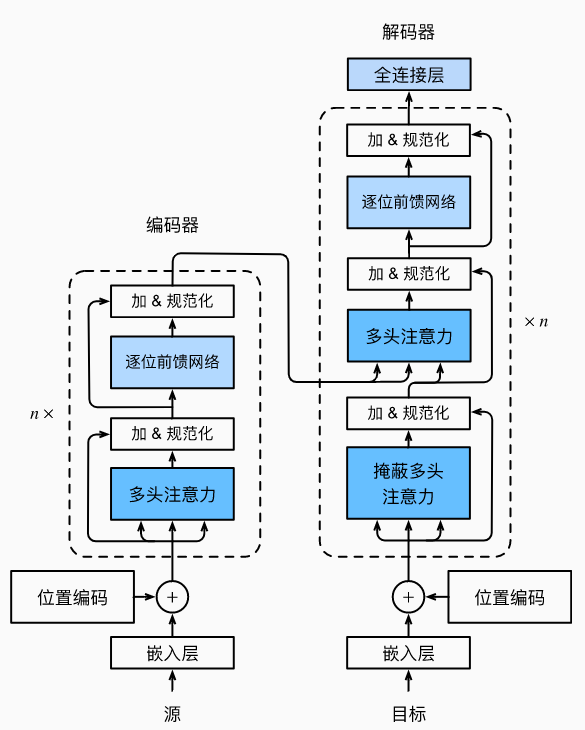 解码器
全连接层
加 & 规范化
逐位前馈网络
加 & 规范化
多头注意力
× n
加 & 规范化
掩蔽多头
注意力
位置编码
+
嵌入层
目标
编码器
加 & 规范化
逐位前馈网络
n ×
加 & 规范化
多头注意力
位置编码
+
嵌入层
源